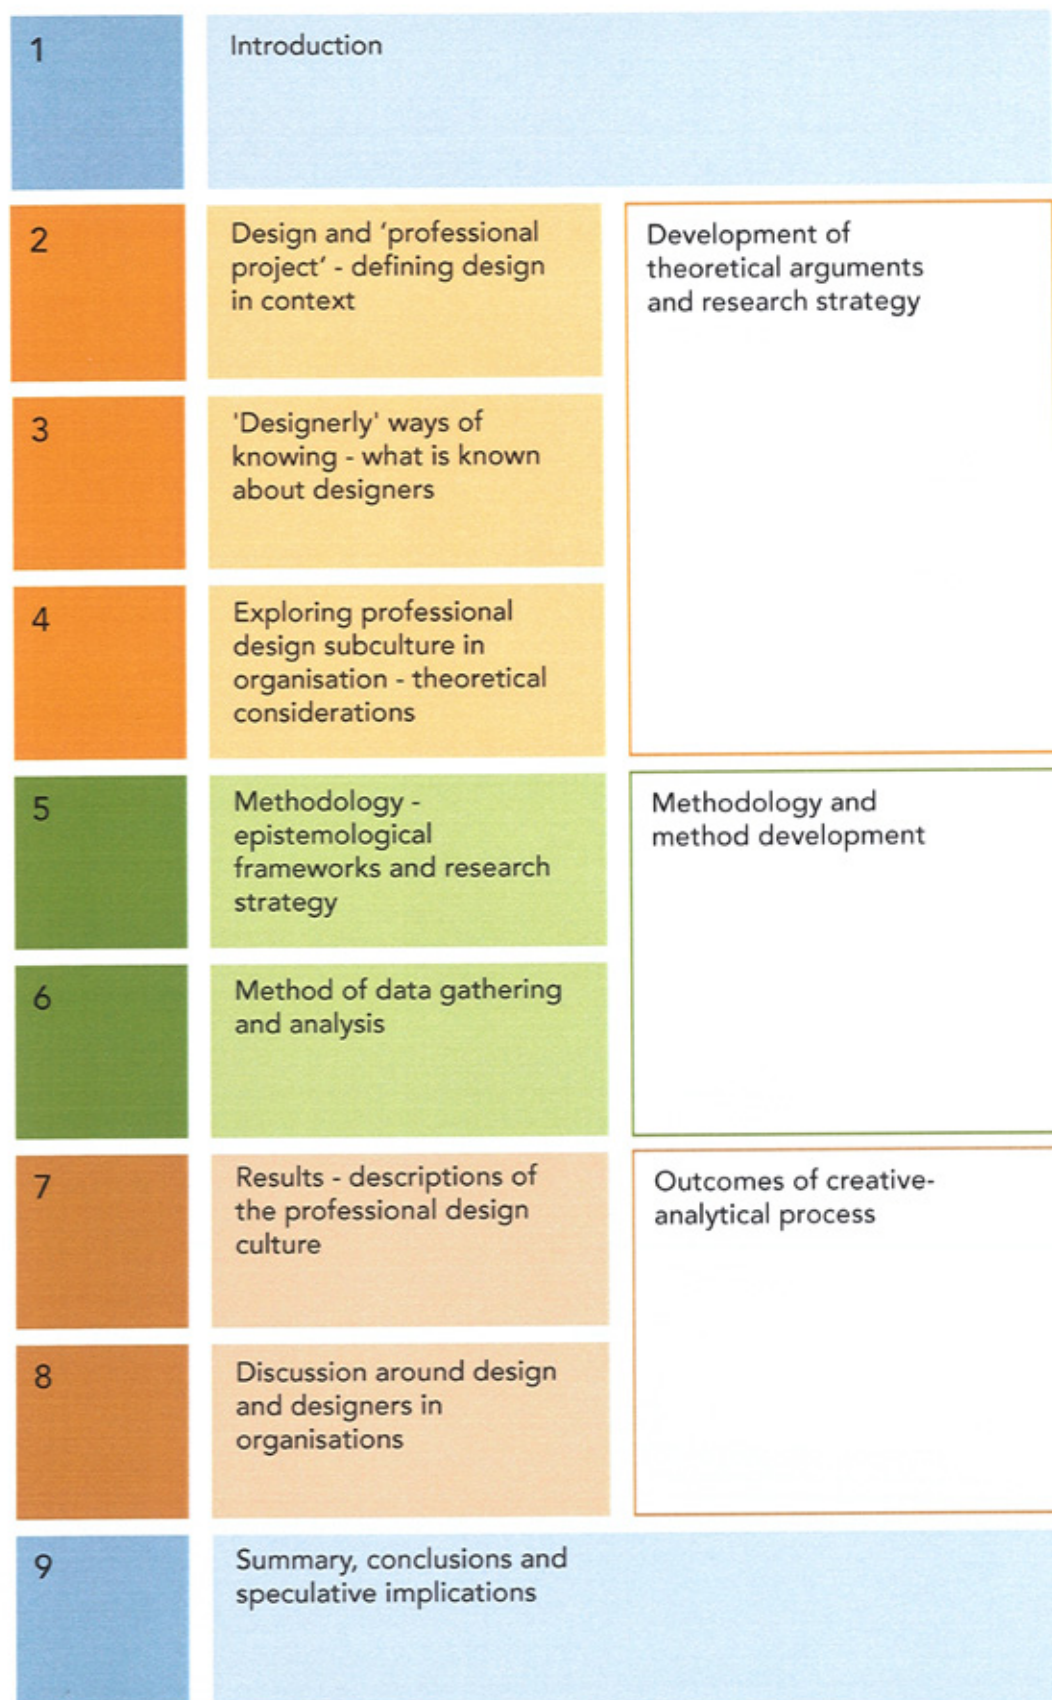 1
Introduction
2
Design and ‘professional
project’ - defining design
in context
Development of
theoretical arguments
and research strategy
3
'Designerly' ways of
knowing - what is known
about designers
4
Exploring professional
design subculture in
organisation - theoretical
considerations
5
Methodology -
epistemological
frameworks and research
strategy
Methodology and
method development
6
Method of data gathering
and analysis
7
Results - descriptions of
the professional design
culture
Outcomes of creative-
analytical process
8
Discussion around design
and designers in
organisations
9
Summary, conclusions and
speculative implications